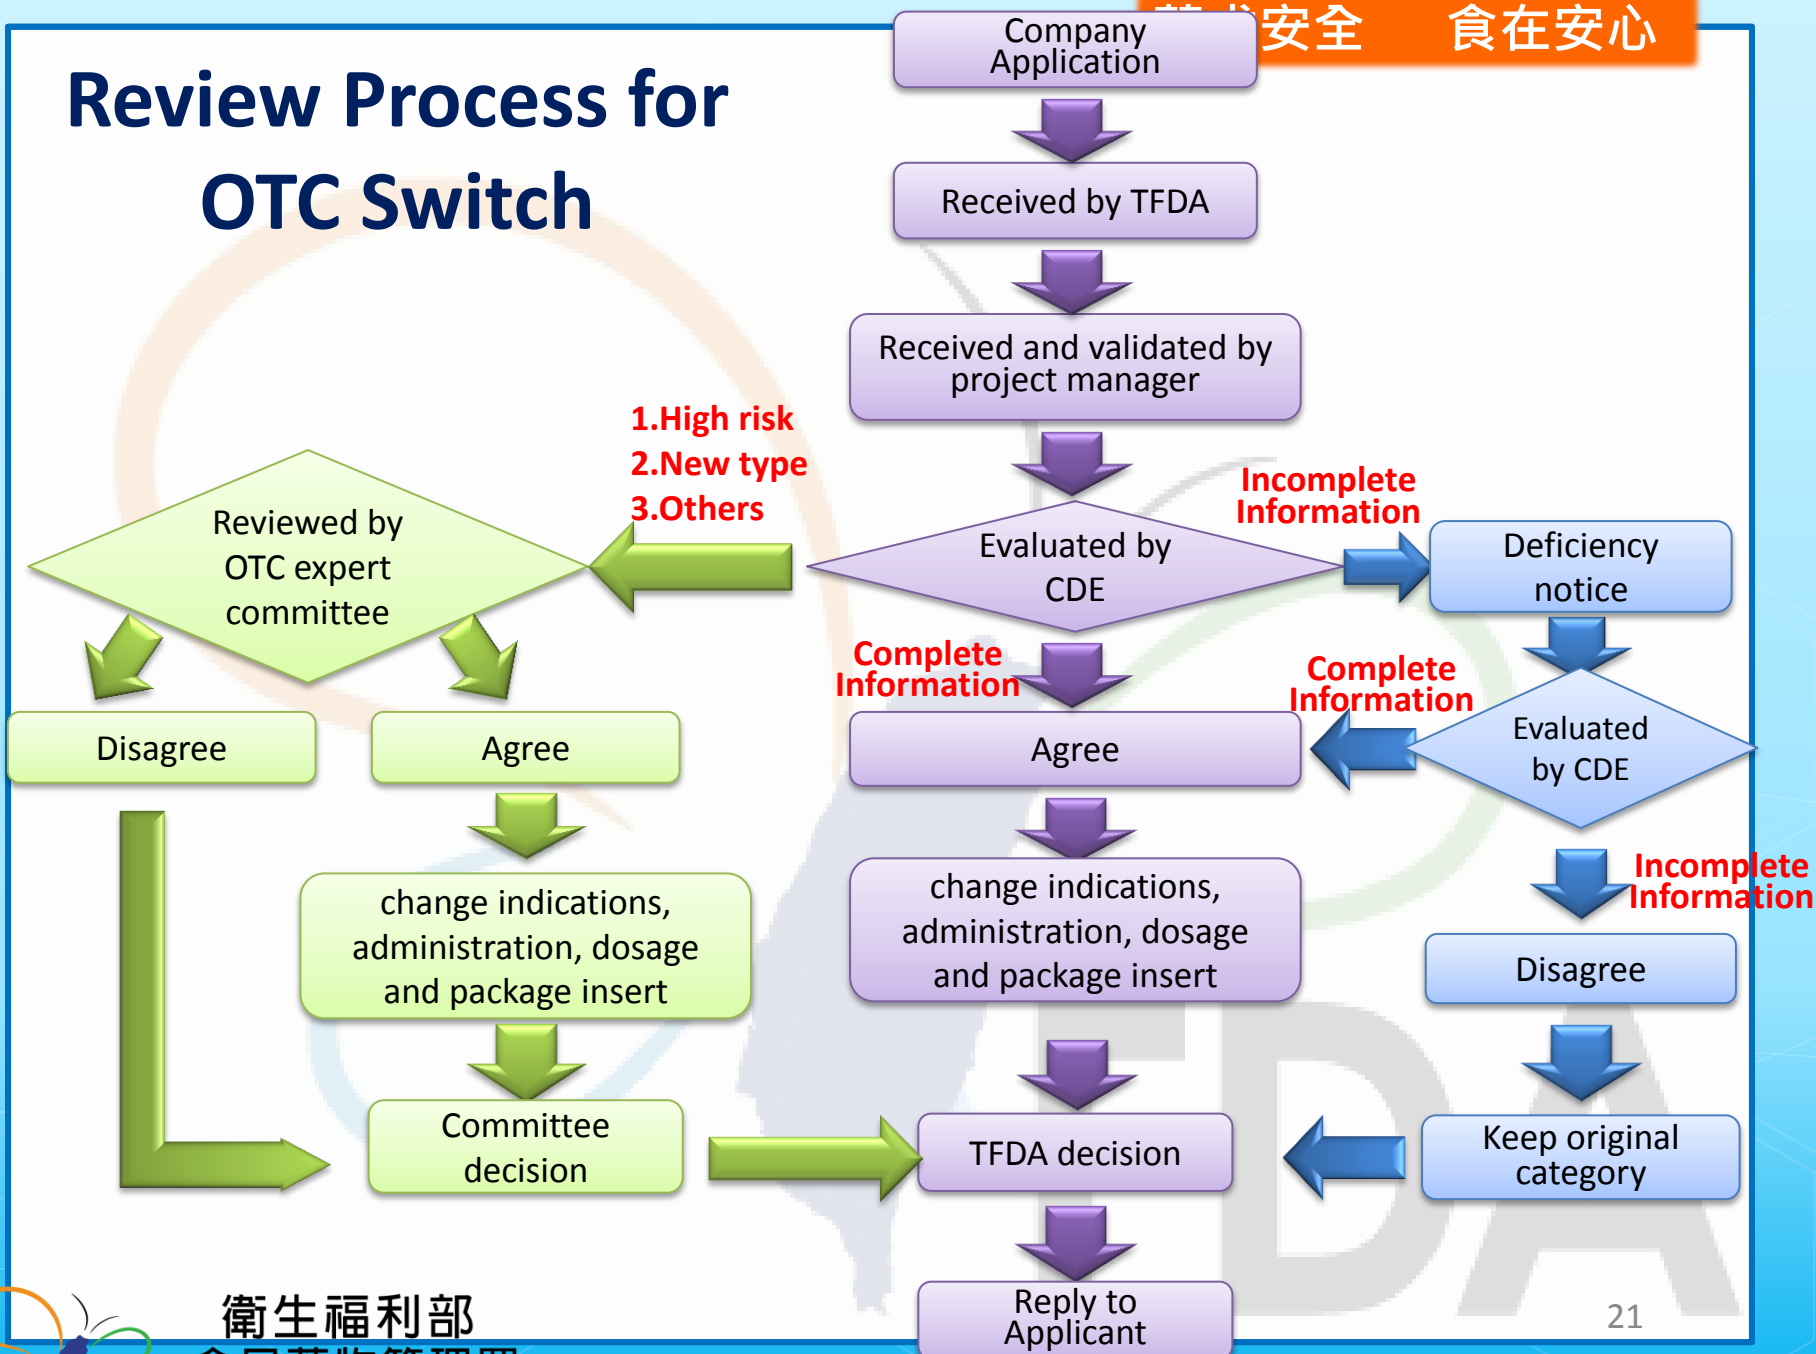 安全 食在安心
Review Process for
OTC Switch
Company
Application
Received by TFDA
Received and validated by
project manager
1.High risk
2.New type
3.Others
Incomplete
Information
Reviewed by
OTC expert
committee
Evaluated by
CDE
Deficiency
notice
Complete
Information
Complete
Information
Disagree
Agree
Agree
Evaluated
by CDE
Incomplete
Information
change indications,
administration, dosage
and package insert
change indications,
administration, dosage
and package insert
Disagree
Committee
decision
TFDA decision
Keep original
category
Reply to
Applicant
衛生福利部
21
FDA